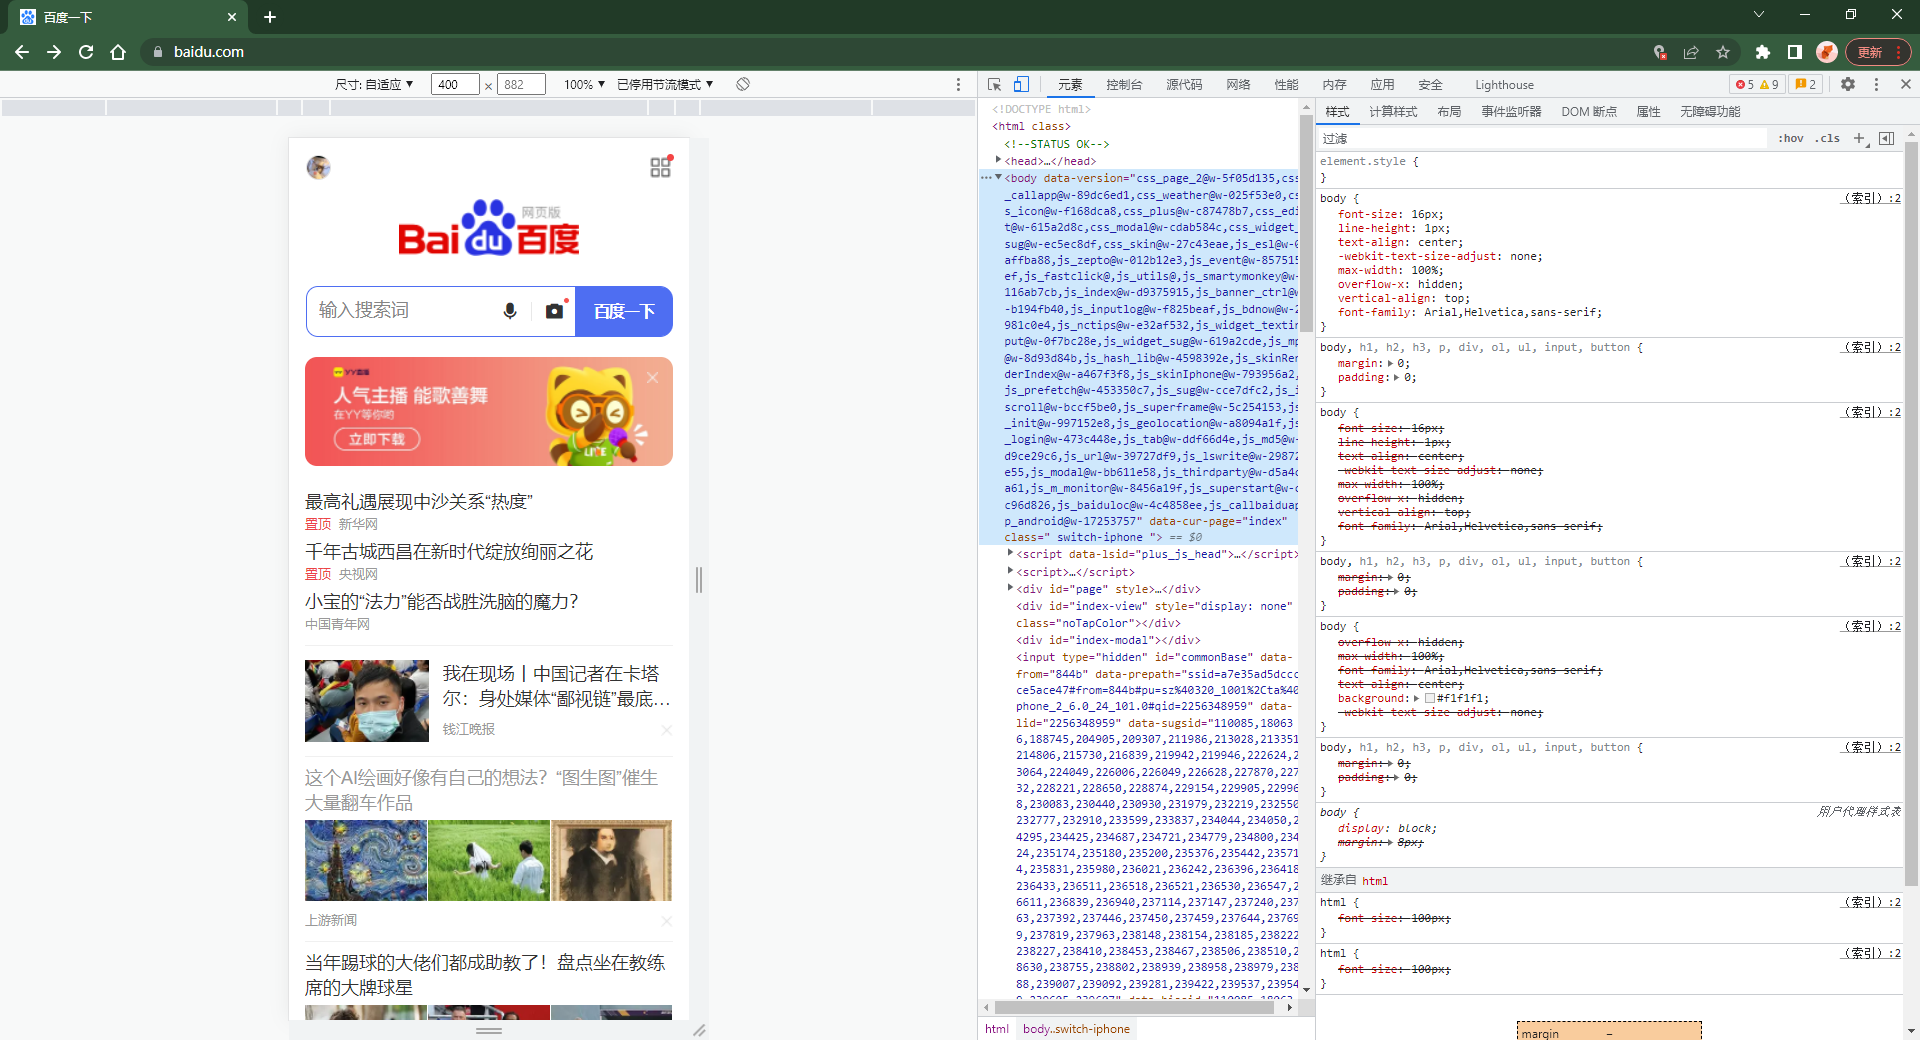 百度一下
baidu.com
更新
尺寸: 自适应 ▼ 400 × 882 100% ▼ 已停用节流模式 ▼
元素 控制台 源代码 网络 性能 内存 应用 安全 Lighthouse 5 9 2
网页版
Bai du 百度
输入搜索词 百度一下
YY直播
人气主播 能歌善舞
在YY等你哟
立即下载
LIVE
最高礼遇展现中沙关系“热度”
置顶 新华网
千年古城西昌在新时代绽放绚丽之花
置顶 央视网
小宝的“法力”能否战胜洗脑的魔力?
中国青年网
我在现场丨中国记者在卡塔
尔：身处媒体“鄙视链”最底…
钱江晚报
这个AI绘画好像有自己的想法？“图生图”催生
大量翻车作品
上游新闻
当年踢球的大佬们都成助教了！盘点坐在教练
席的大牌球星
<!DOCTYPE html>
<html class>
<!--STATUS OK-->
<head>…</head>
<body data-version="css_page_2@w-5f05d135,css
_callapp@w-89dc6ed1,css_weather@w-025f53e0,cs
s_icon@w-f168dca8,css_plus@w-c87478b7,css_edi
t@w-615a2d8c,css_modal@w-cdab584c,css_widget_
sug@w-ec5ec8df,css_skin@w-27c43eae,js_esl@w-0
affba88,js_zepto@w-012b12e3,js_event@w-857515
ef,js_fastclick@,js_utils@,js_smartymonkey@w-
116ab7cb,js_index@w-d9375915,js_banner_ctrl@w
-b194fb40,js_inputlog@w-f825beaf,js_bdnow@w-2
981c0e4,js_nctips@w-e32af532,js_widget_textin
put@w-0f7bc28e,js_widget_sug@w-619a2cde,js_mp
@w-8d93d84b,js_hash_lib@w-4598392e,js_skinRen
derIndex@w-a467f3f8,js_skinIphone@w-793956a2,
js_prefetch@w-453350c7,js_sug@w-cce7dfc2,js_i
scroll@w-bccf5be0,js_superframe@w-5c254153,js
_init@w-997152e8,js_geolocation@w-a8094a1f,js
_login@w-473c448e,js_tab@w-ddf66d4e,js_md5@w-
d9ce29c6,js_url@w-39727df9,js_lswrite@w-29872
e55,js_modal@w-bb611e58,js_thirdparty@w-d5a4c
a61,js_m_monitor@w-8456a19f,js_superstart@w-c
c96d826,js_baiduloc@w-4c4858ee,js_callbaiduap
p_android@w-17253757" data-cur-page="index"
class=" switch-iphone "> == $0
<script data-lsid="plus_js_head">…</script>
<script>…</script>
<div id="page" style>…</div>
<div id="index-view" style="display: none"
class="noTapColor"></div>
<div id="index-modal"></div>
<input type="hidden" id="commonBase" data-
from="844b" data-prepath="ssid=a7e35ad5dccc
ce5ace47#from=844b#pu=sz%40320_1001%2Cta%40
phone_2_6.0_24_101.0#qid=2256348959" data-
lid="2256348959" data-sugsid="110085,18063
6,188745,204905,209307,211986,213028,213351
214806,215730,216839,219942,219946,222624,2
3064,224049,226006,226049,226628,227870,227
32,228221,228650,228874,229154,229905,22996
8,230083,230440,230930,231979,232219,232550
232777,232910,233599,233837,234044,234050,2
4295,234425,234687,234721,234779,234800,234
24,235174,235180,235200,235376,235442,23571
4,235831,235980,236021,236242,236396,236418
236433,236511,236518,236521,236530,236547,2
6611,236839,236940,237114,237147,237240,237
63,237392,237446,237450,237459,237644,23769
9,237819,237963,238148,238154,238185,238222
238227,238410,238453,238467,238506,238510,2
8630,238755,238802,238939,238958,238979,238
88,239007,239092,239281,239422,239537,23954
html body..switch-iphone
样式 计算样式 布局 事件监听器 DOM 断点 属性 无障碍功能
过滤 :hov .cls
element.style {
}
body { (索引):2
font-size: 16px;
line-height: 1px;
text-align: center;
-webkit-text-size-adjust: none;
max-width: 100%;
overflow-x: hidden;
vertical-align: top;
font-family: Arial,Helvetica,sans-serif;
}
body, h1, h2, h3, p, div, ol, ul, input, button { (索引):2
margin: 0;
padding: 0;
}
body { (索引):2
font-size: 16px;
line-height: 1px;
text-align: center;
-webkit-text-size-adjust: none;
max-width: 100%;
overflow-x: hidden;
vertical-align: top;
font-family: Arial,Helvetica,sans-serif;
}
body, h1, h2, h3, p, div, ol, ul, input, button { (索引):2
margin: 0;
padding: 0;
}
body { (索引):2
overflow-x: hidden;
max-width: 100%;
font-family: Arial,Helvetica,sans-serif;
text-align: center;
background: #f1f1f1;
-webkit-text-size-adjust: none;
}
body, h1, h2, h3, p, div, ol, ul, input, button { (索引):2
margin: 0;
padding: 0;
}
body { 用户代理样式表
display: block;
margin: 8px;
}
继承自 html
html { (索引):2
font-size: 100px;
}
html { (索引):2
font-size: 100px;
}
margin –